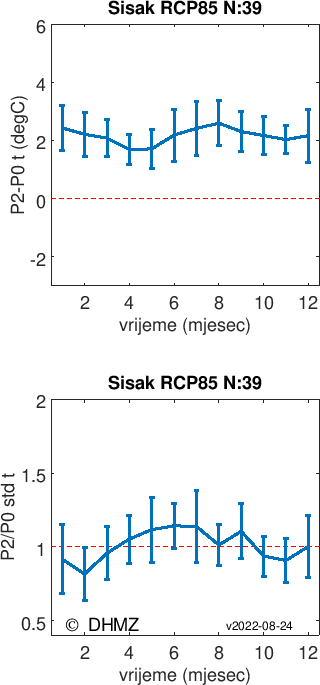 Sisak RCP85 N:39
6
4
2
0
-2
P2-P0 t (degC)
2 4 6 8 10 12
vrijeme (mjesec)
Sisak RCP85 N:39
2
1.5
1
0.5
P2/P0 std t
© DHMZ
v2022-08-24
2 4 6 8 10 12
vrijeme (mjesec)